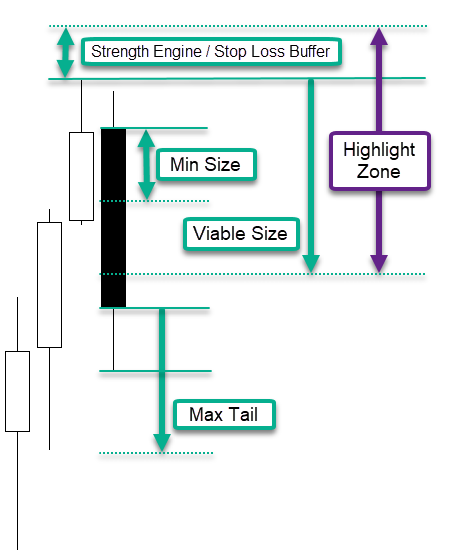 Strength Engine / Stop Loss Buffer
Min Size
Highlight
Zone
Viable Size
Max Tail